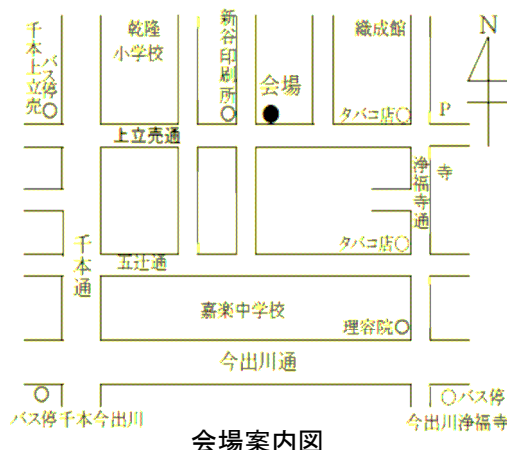 千本上立売
バス停
乾隆
小学校
新谷印刷所
会場
織成館
タバコ店
P
N
上立売通
浄福寺通
寺
タバコ店
千本通
五辻通
嘉楽中学校
理容院
今出川通
バス停千本今出川
バス停
今出川浄福寺
会場案内図